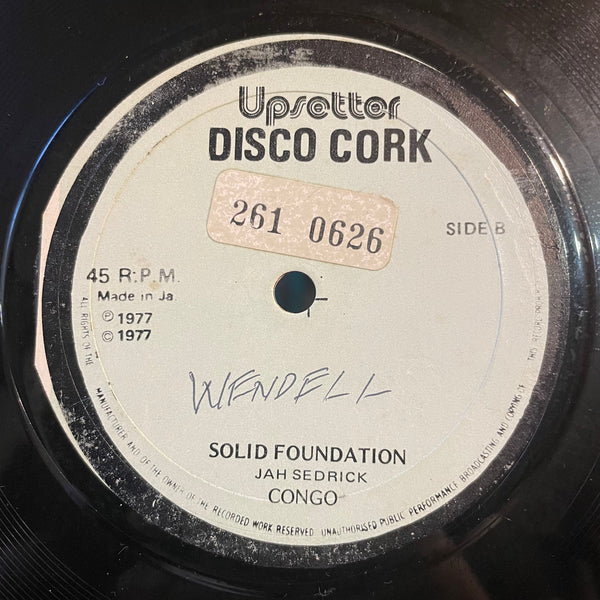 Upsetter
DISCO CORK
261 0626
SIDE B
45 R.P.M.
Made in Ja.
℗ 1977
© 1977
WENDELL
SOLID FOUNDATION
JAH SEDRICK
CONGO
ALL RIGHTS OF THE MANUFACTURER AND OF THE OWNER OF THE RECORDED WORK RESERVED. UNAUTHORISED PUBLIC PERFORMANCE BROADCASTING AND COPYING OF THIS RECORD